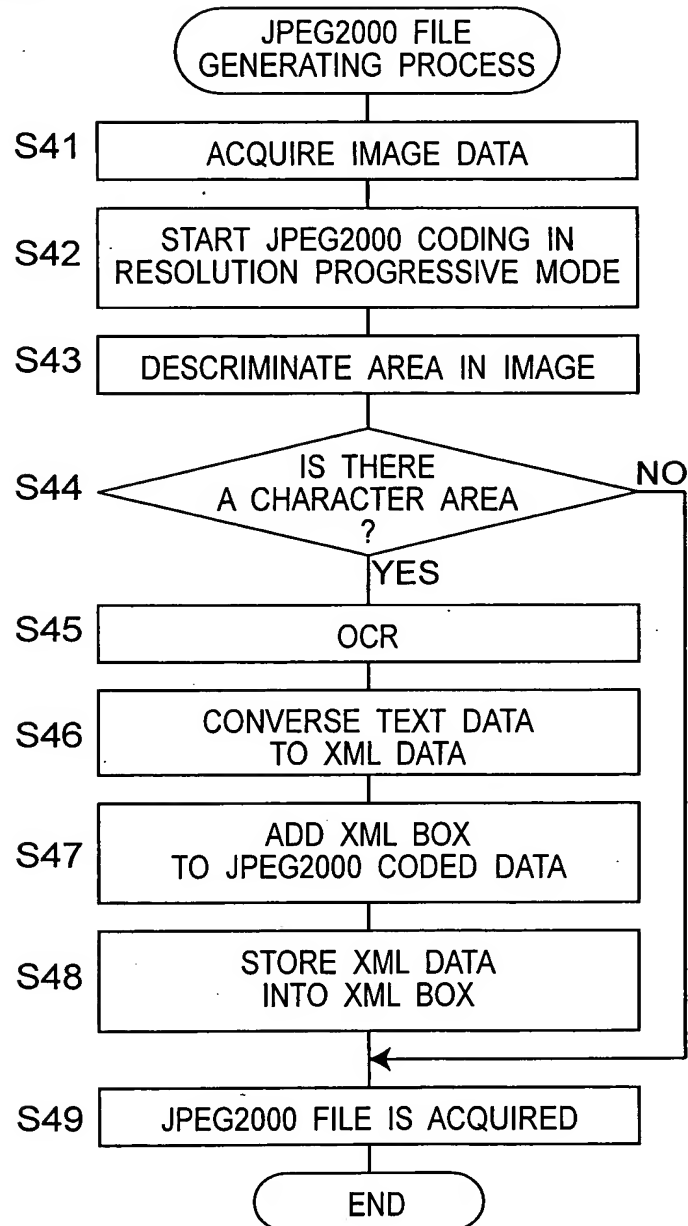 JPEG2000 FILE
GENERATING PROCESS
S41
ACQUIRE IMAGE DATA
S42
START JPEG2000 CODING IN
RESOLUTION PROGRESSIVE MODE
S43
DESCRIMINATE AREA IN IMAGE
S44
IS THERE
A CHARACTER AREA
?
NO
YES
S45
OCR
S46
CONVERSE TEXT DATA
TO XML DATA
S47
ADD XML BOX
TO JPEG2000 CODED DATA
S48
STORE XML DATA
INTO XML BOX
S49
JPEG2000 FILE IS ACQUIRED
END